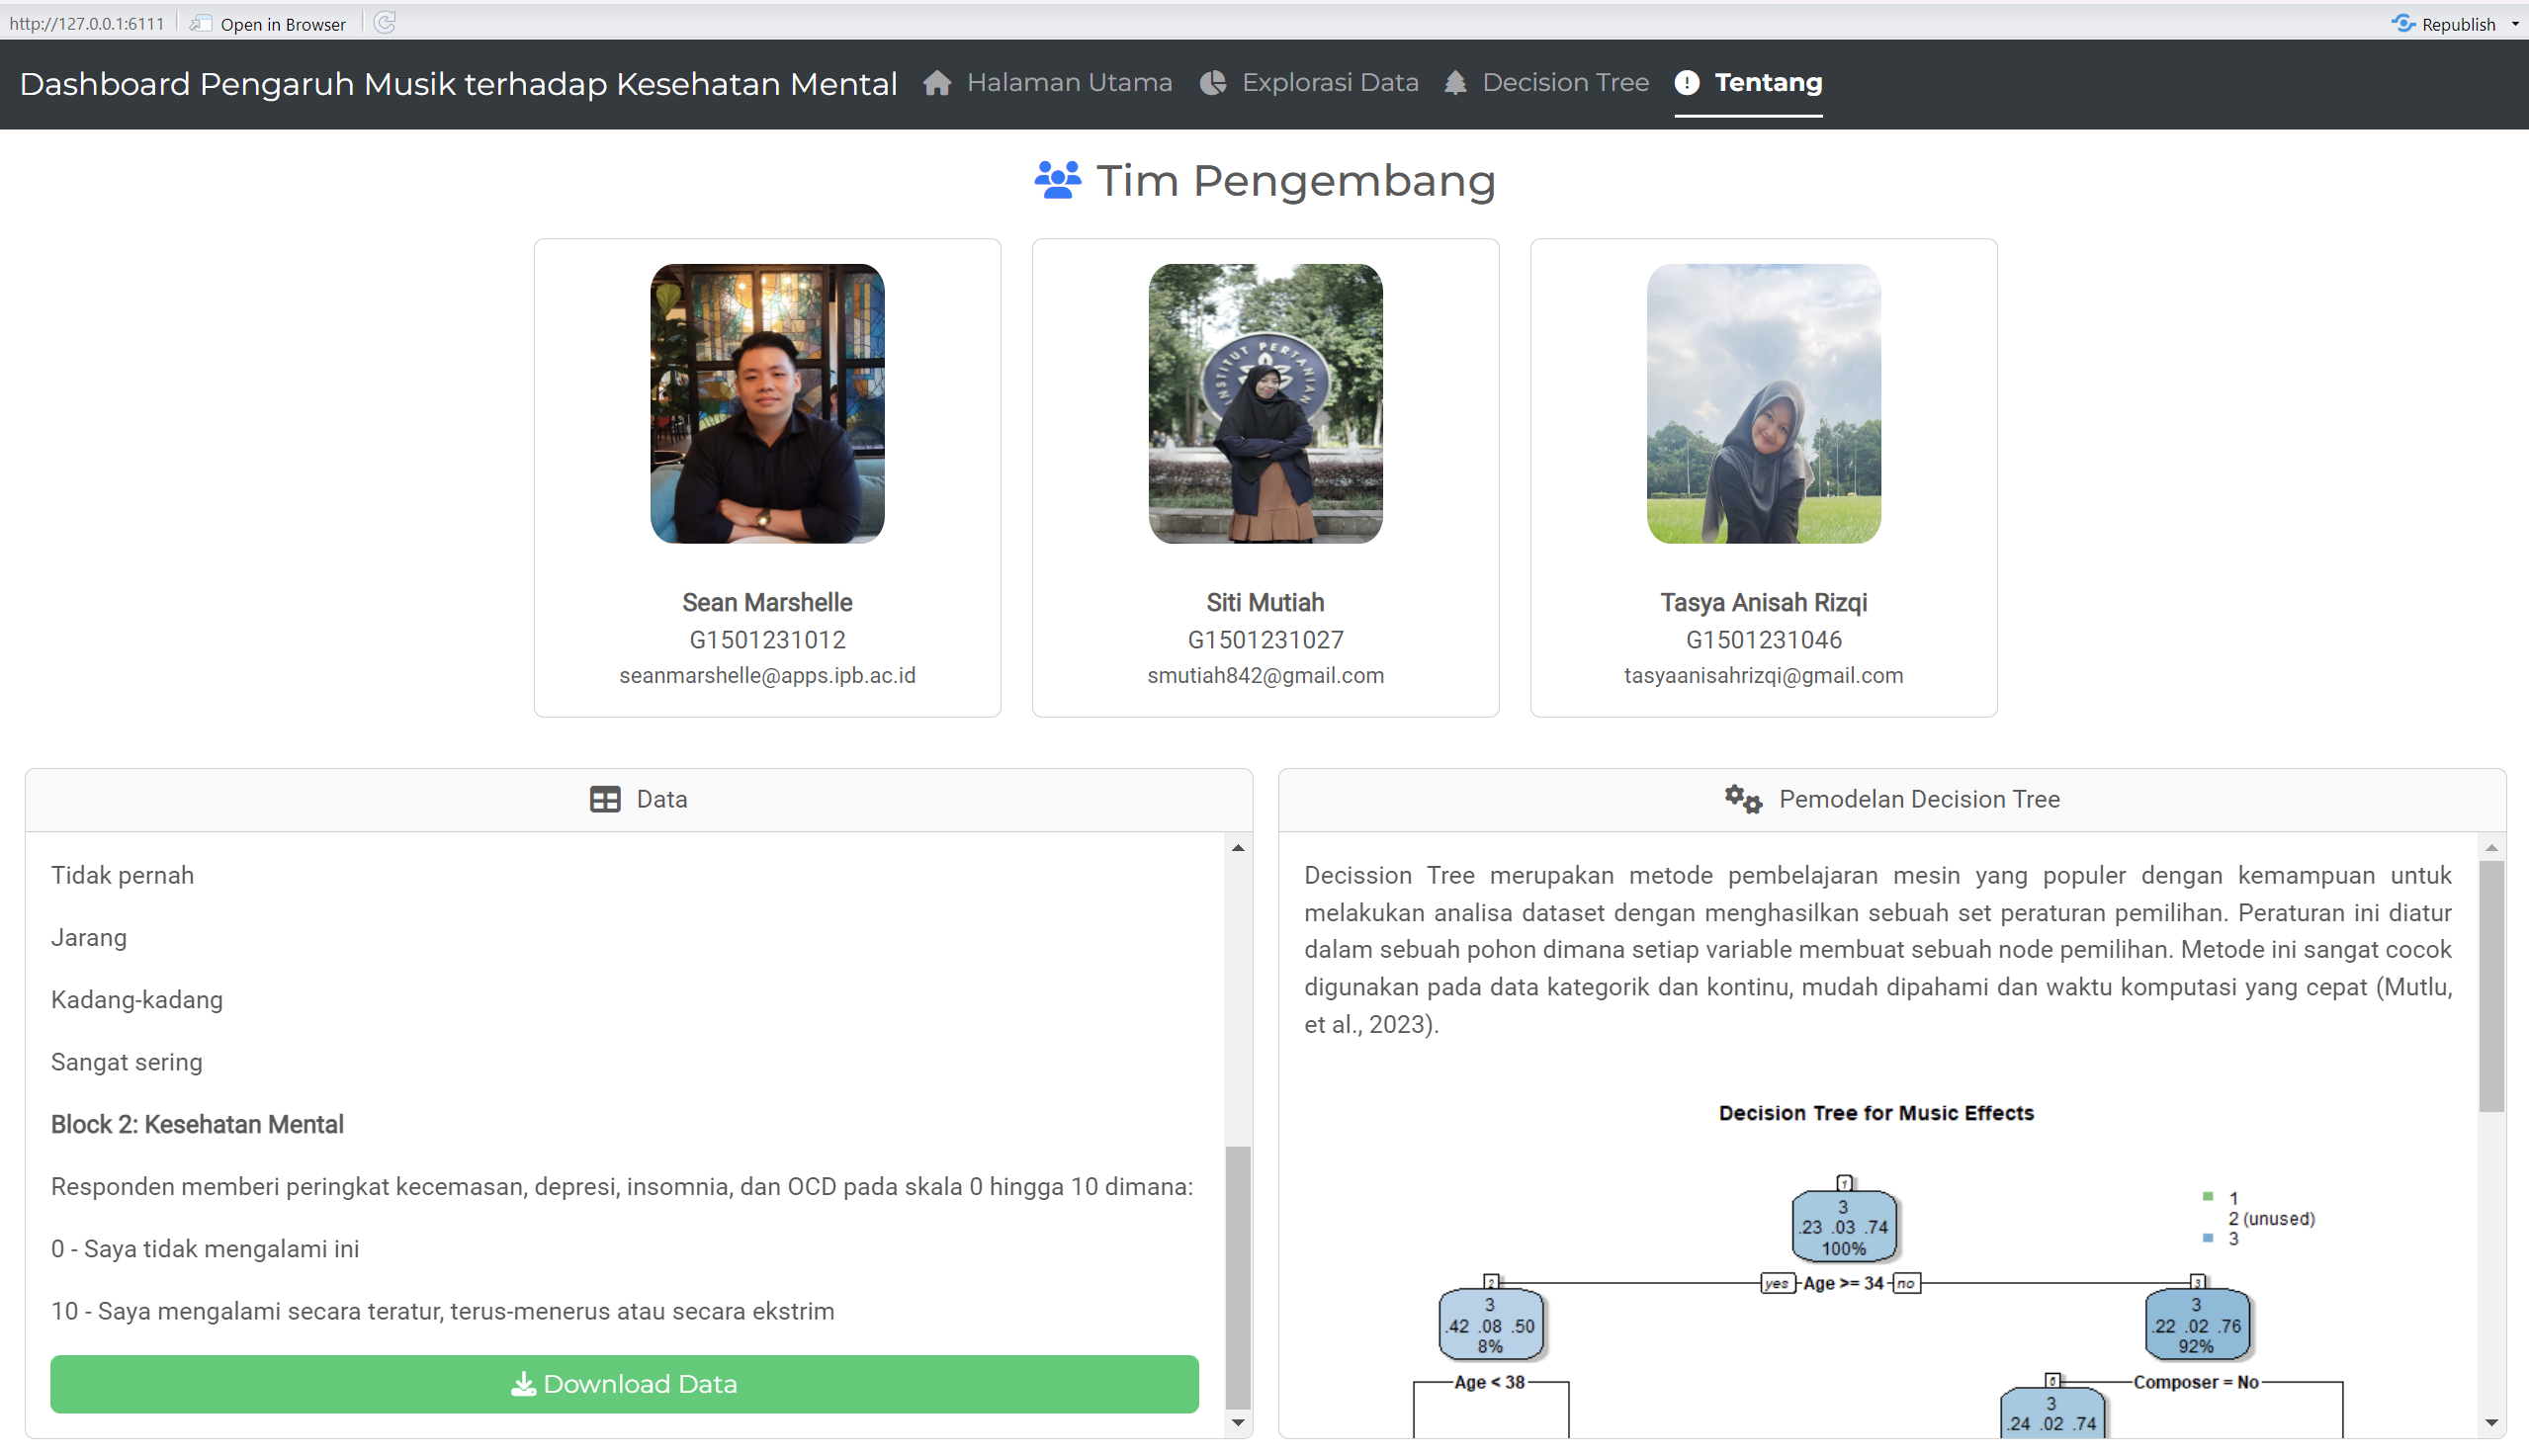 http://127.0.0.1:6111 Open in Browser Republish
Dashboard Pengaruh Musik terhadap Kesehatan Mental Halaman Utama Explorasi Data Decision Tree Tentang
Tim Pengembang
INSTITUT PERTANIAN
Sean Marshelle
G1501231012
seanmarshelle@apps.ipb.ac.id
Siti Mutiah
G1501231027
smutiah842@gmail.com
Tasya Anisah Rizqi
G1501231046
tasyaanisahrizqi@gmail.com
Data
Tidak pernah
Jarang
Kadang-kadang
Sangat sering
Block 2: Kesehatan Mental
Responden memberi peringkat kecemasan, depresi, insomnia, dan OCD pada skala 0 hingga 10 dimana:
0 - Saya tidak mengalami ini
10 - Saya mengalami secara teratur, terus-menerus atau secara ekstrim
Download Data
Pemodelan Decision Tree
Decission Tree merupakan metode pembelajaran mesin yang populer dengan kemampuan untuk
melakukan analisa dataset dengan menghasilkan sebuah set peraturan pemilihan. Peraturan ini diatur
dalam sebuah pohon dimana setiap variable membuat sebuah node pemilihan. Metode ini sangat cocok
digunakan pada data kategorik dan kontinu, mudah dipahami dan waktu komputasi yang cepat (Mutlu,
et al., 2023).
Decision Tree for Music Effects
1
3
.23 .03 .74
100%
1
2 (unused)
3
yes Age >= 34 no
2
3
.42 .08 .50
8%
3
3
.22 .02 .76
92%
Age < 38
Composer = No
6
3
.24 .02 .74